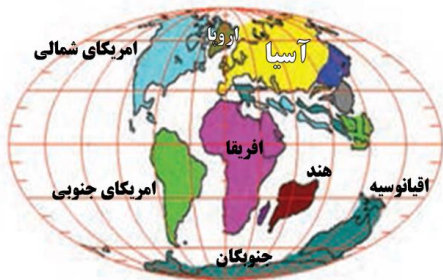 اروپا
آسیا
امریکای شمالی
افریقا
هند
امریکای جنوبی
اقیانوسیه
جنوبگان